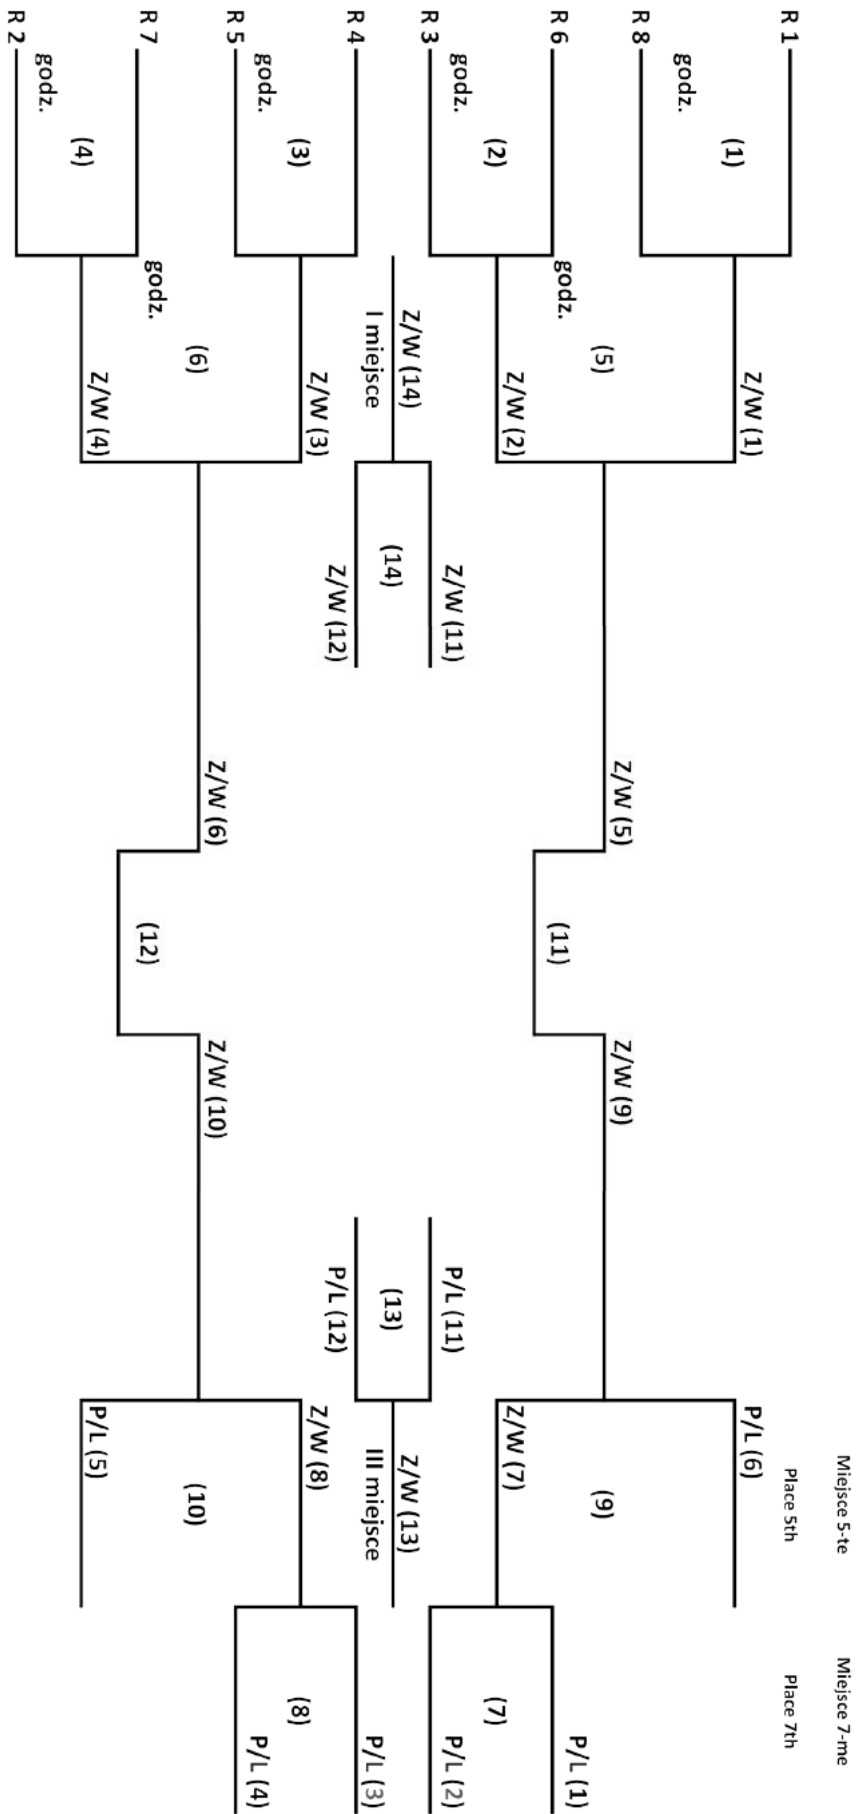 Miejsce 5-te
Miejsce 7-me
Place 5th
Place 7th
R 1
Z/W (1)
P/L (6)
(1)
godz.
R 8
Z/W (5)
Z/W (9)
(5)
(9)
P/L (1)
godz.
(11)
R 6
Z/W (2)
Z/W (7)
(2)
(7)
godz.
Z/W (11)
P/L (11)
P/L (2)
R 3
Z/W (14)
Z/W (13)
(14)
(13)
I miejsce
III miejsce
P/L (3)
R 4
Z/W (12)
P/L (12)
Z/W (3)
Z/W (8)
(3)
(8)
godz.
P/L (4)
R 5
Z/W (6)
Z/W (10)
(6)
(10)
godz.
R 7
(12)
Z/W (4)
P/L (5)
(4)
godz.
R 2